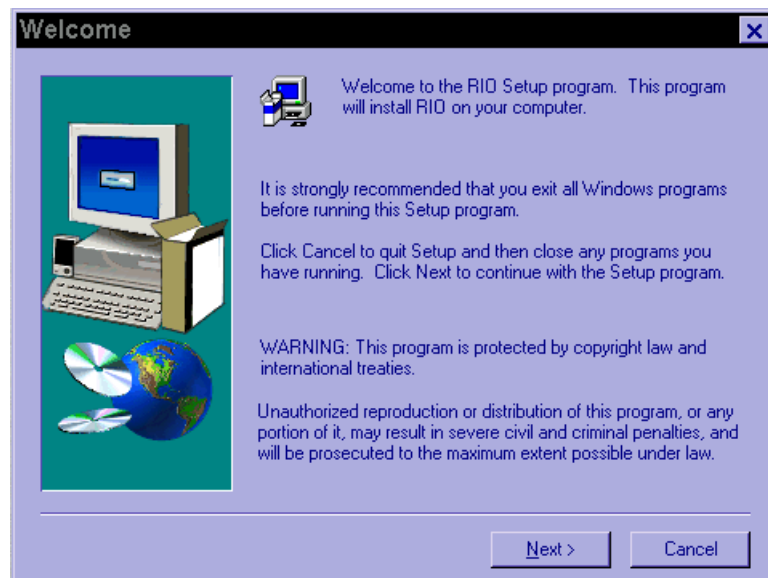 Welcome
Welcome to the RIO Setup program. This program
will install RIO on your computer.
It is strongly recommended that you exit all Windows programs
before running this Setup program.
Click Cancel to quit Setup and then close any programs you
have running. Click Next to continue with the Setup program.
WARNING: This program is protected by copyright law and
international treaties.
Unauthorized reproduction or distribution of this program, or any
portion of it, may result in severe civil and criminal penalties, and
will be prosecuted to the maximum extent possible under law.
Next >
Cancel